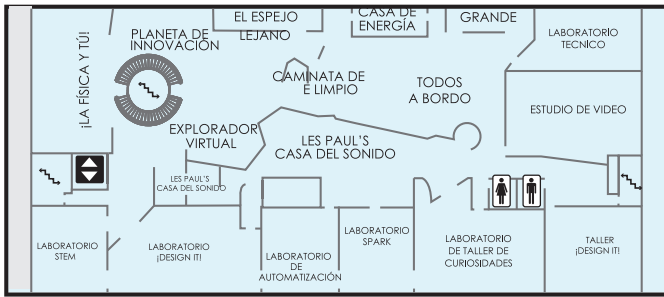 EL ESPEJO
LEJANO
CASA DE
ENERGÍA
GRANDE
PLANETA DE
INNOVACIÓN
¡LA FÍSICA Y TÚ!
LABORATORIO
TECNICO
CAMINATA DE
E LIMPIO
TODOS
A BORDO
ESTUDIO DE VIDEO
EXPLORADOR
VIRTUAL
LES PAUL'S
CASA DEL SONIDO
LES PAUL'S
CASA DEL SONIDO
LABORATORIO
STEM
LABORATORIO
¡DESIGN IT!
LABORATORIO
DE
AUTOMATIZACIÓN
LABORATORIO
SPARK
LABORATORIO
DE TALLER DE
CURIOSIDADES
TALLER
¡DESIGN IT!